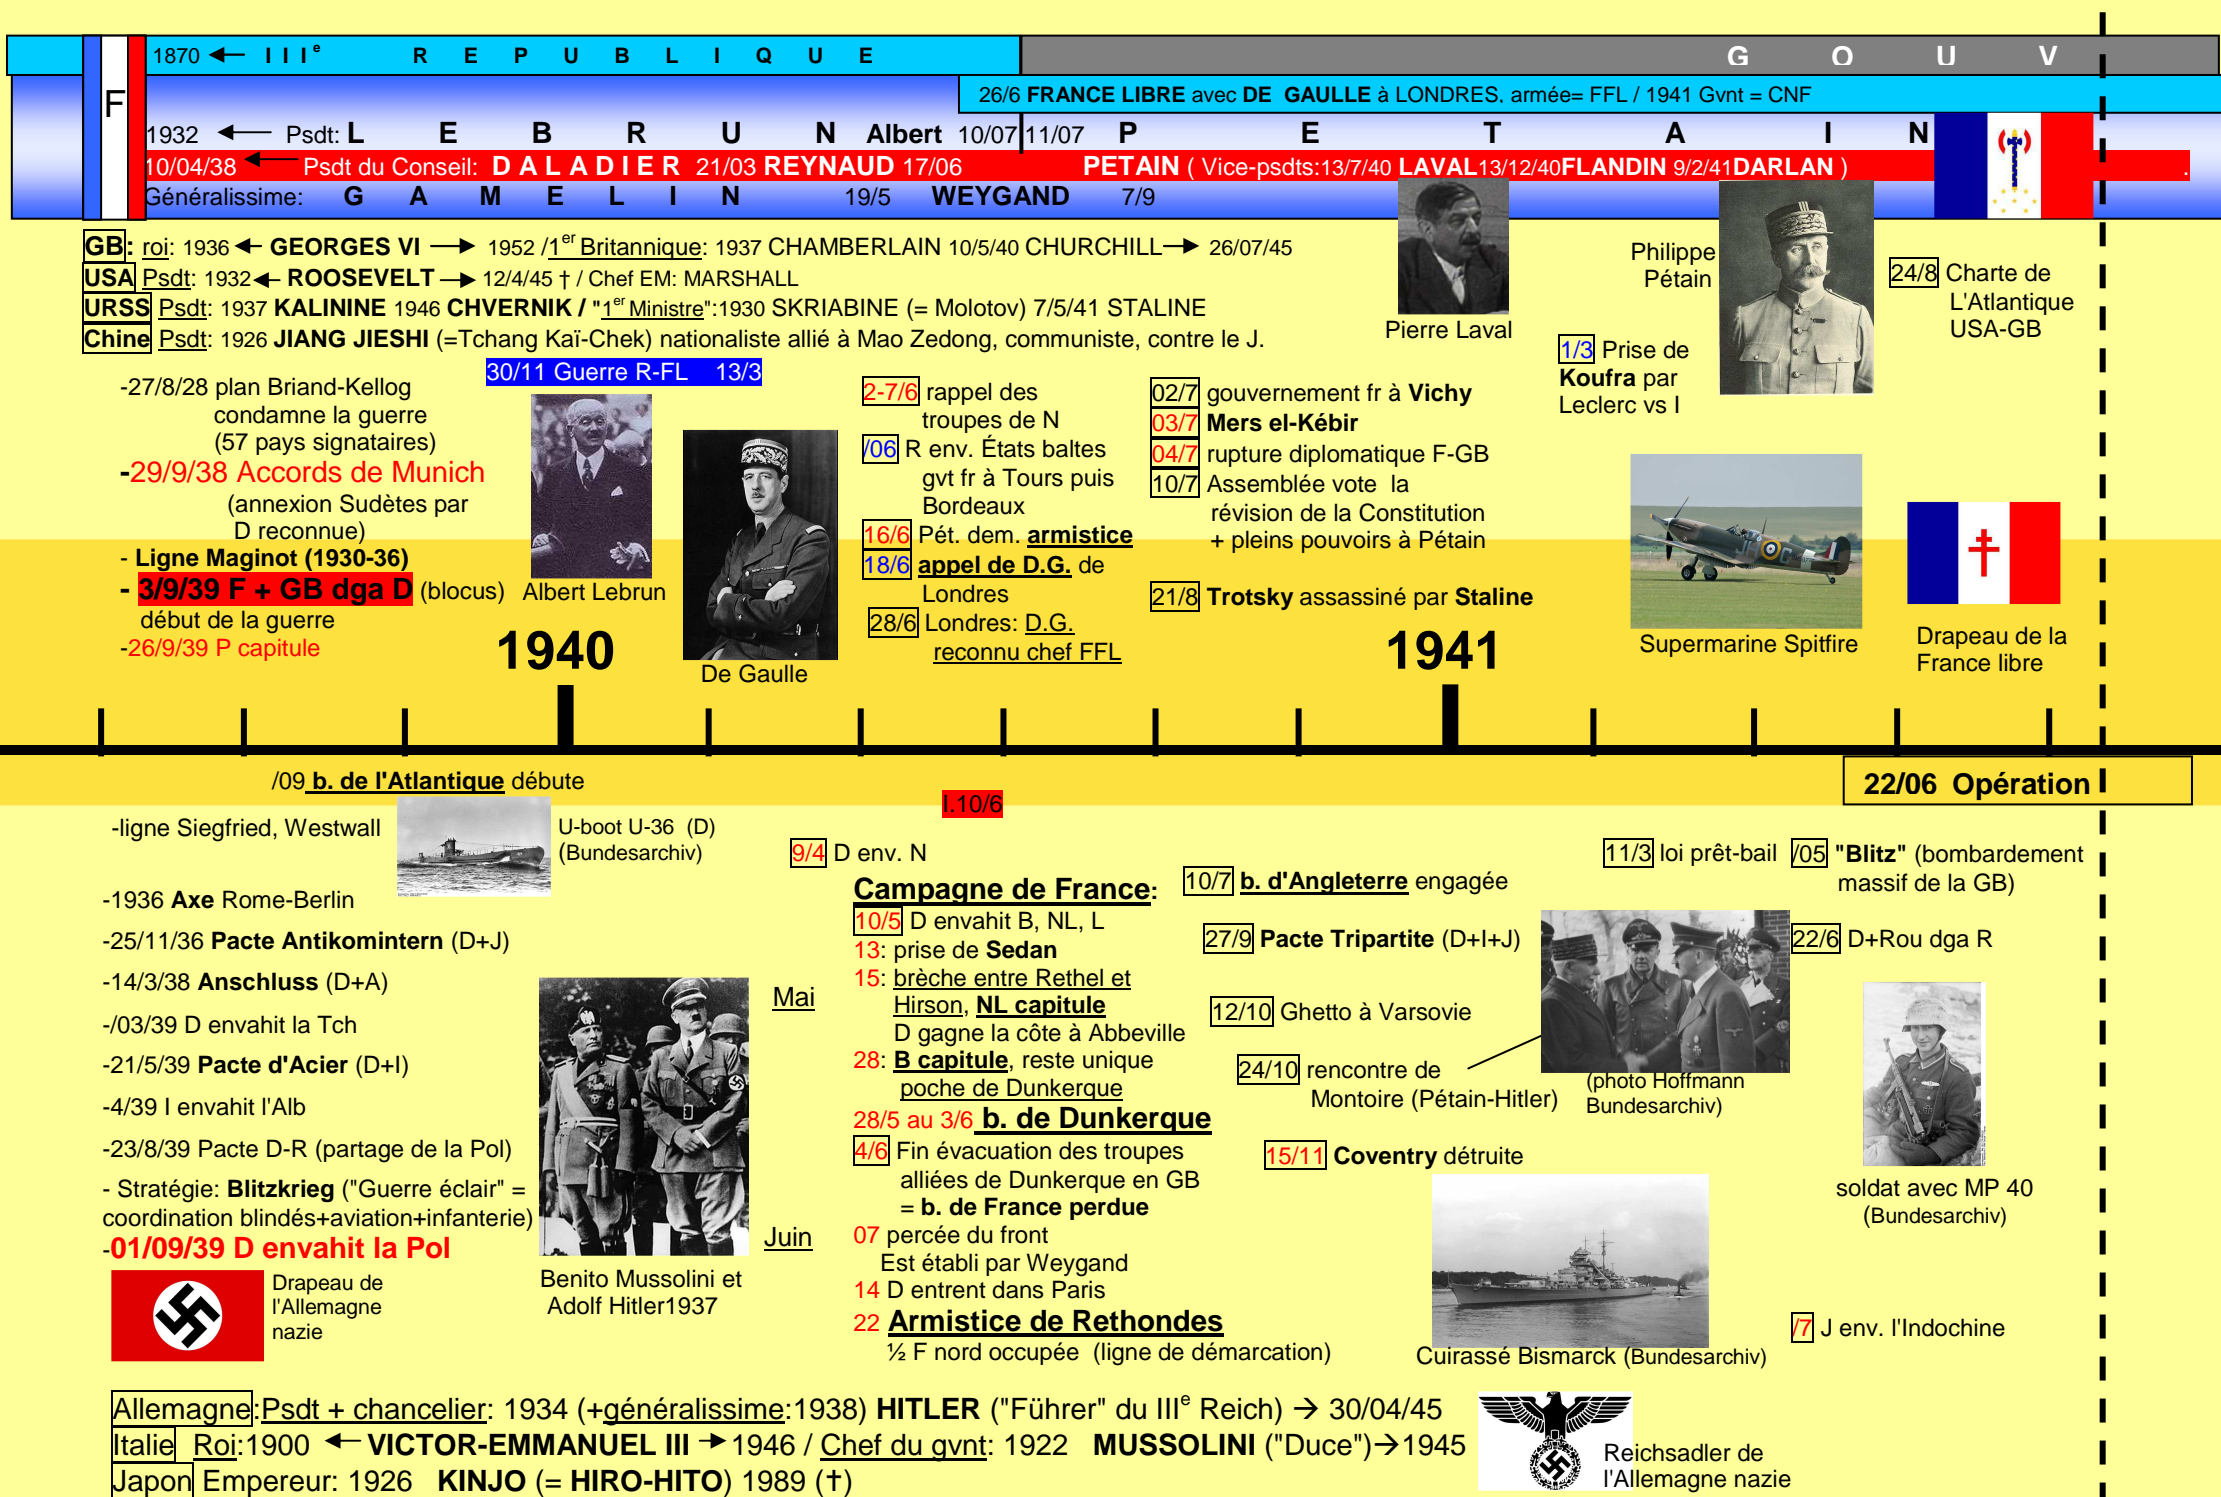 1870 ← I I Iᵉ R E P U B L I Q U E
G O U V
F
26/6 FRANCE LIBRE avec DE GAULLE à LONDRES. armée= FFL / 1941 Gvnt = CNF
1932 ← Psdt: L E B R U N Albert 10/07 11/07 P E T A I N
10/04/38 ← Psdt du Conseil: D A L A D I E R 21/03 REYNAUD 17/06 PETAIN ( Vice-psdts:13/7/40 LAVAL13/12/40FLANDIN 9/2/41DARLAN ) .
Généralissime: G A M E L I N 19/5 WEYGAND 7/9
GB: roi: 1936 ← GEORGES VI → 1952 /1er Britannique: 1937 CHAMBERLAIN 10/5/40 CHURCHILL→ 26/07/45
USA Psdt: 1932← ROOSEVELT → 12/4/45 † / Chef EM: MARSHALL
URSS Psdt: 1937 KALININE 1946 CHVERNIK / "1er Ministre":1930 SKRIABINE (= Molotov) 7/5/41 STALINE
Chine Psdt: 1926 JIANG JIESHI (=Tchang Kaï-Chek) nationaliste allié à Mao Zedong, communiste, contre le J.
Pierre Laval
Philippe
Pétain
24/8 Charte de
L'Atlantique
USA-GB
1/3 Prise de
Koufra par
Leclerc vs I
30/11 Guerre R-FL 13/3
-27/8/28 plan Briand-Kellog
condamne la guerre
(57 pays signataires)
-29/9/38 Accords de Munich
(annexion Sudètes par
D reconnue)
- Ligne Maginot (1930-36)
- 3/9/39 F + GB dga D (blocus)
début de la guerre
-26/9/39 P capitule
Albert Lebrun
De Gaulle
2-7/6 rappel des
troupes de N
/06 R env. États baltes
gvt fr à Tours puis
Bordeaux
16/6 Pét. dem. armistice
18/6 appel de D.G. de
Londres
28/6 Londres: D.G.
reconnu chef FFL
02/7 gouvernement fr à Vichy
03/7 Mers el-Kébir
04/7 rupture diplomatique F-GB
10/7 Assemblée vote la
révision de la Constitution
+ pleins pouvoirs à Pétain
21/8 Trotsky assassiné par Staline
Supermarine Spitfire
Drapeau de la
France libre
1940
1941
/09 b. de l'Atlantique débute
22/06 Opération
I.10/6
-ligne Siegfried, Westwall
U-boot U-36 (D)
(Bundesarchiv)
-1936 Axe Rome-Berlin
-25/11/36 Pacte Antikomintern (D+J)
-14/3/38 Anschluss (D+A)
-/03/39 D envahit la Tch
-21/5/39 Pacte d'Acier (D+I)
-4/39 I envahit l'Alb
-23/8/39 Pacte D-R (partage de la Pol)
- Stratégie: Blitzkrieg ("Guerre éclair" =
coordination blindés+aviation+infanterie)
-01/09/39 D envahit la Pol
Drapeau de
l'Allemagne
nazie
Benito Mussolini et
Adolf Hitler1937
9/4 D env. N
Campagne de France:
Mai
10/5 D envahit B, NL, L
13: prise de Sedan
15: brèche entre Rethel et
Hirson, NL capitule
D gagne la côte à Abbeville
28: B capitule, reste unique
poche de Dunkerque
28/5 au 3/6 b. de Dunkerque
4/6 Fin évacuation des troupes
alliées de Dunkerque en GB
= b. de France perdue
Juin
07 percée du front
Est établi par Weygand
14 D entrent dans Paris
22 Armistice de Rethondes
½ F nord occupée (ligne de démarcation)
10/7 b. d'Angleterre engagée
27/9 Pacte Tripartite (D+I+J)
12/10 Ghetto à Varsovie
24/10 rencontre de
Montoire (Pétain-Hitler)
(photo Hoffmann
Bundesarchiv)
15/11 Coventry détruite
Cuirassé Bismarck (Bundesarchiv)
11/3 loi prêt-bail
/05 "Blitz" (bombardement
massif de la GB)
22/6 D+Rou dga R
soldat avec MP 40
(Bundesarchiv)
/7 J env. l'Indochine
Allemagne:Psdt + chancelier: 1934 (+généralissime:1938) HITLER ("Führer" du IIIᵉ Reich) → 30/04/45
Italie Roi:1900 ← VICTOR-EMMANUEL III → 1946 / Chef du gvnt: 1922 MUSSOLINI ("Duce")→1945
Japon Empereur: 1926 KINJO (= HIRO-HITO) 1989 (†)
Reichsadler de
l'Allemagne nazie